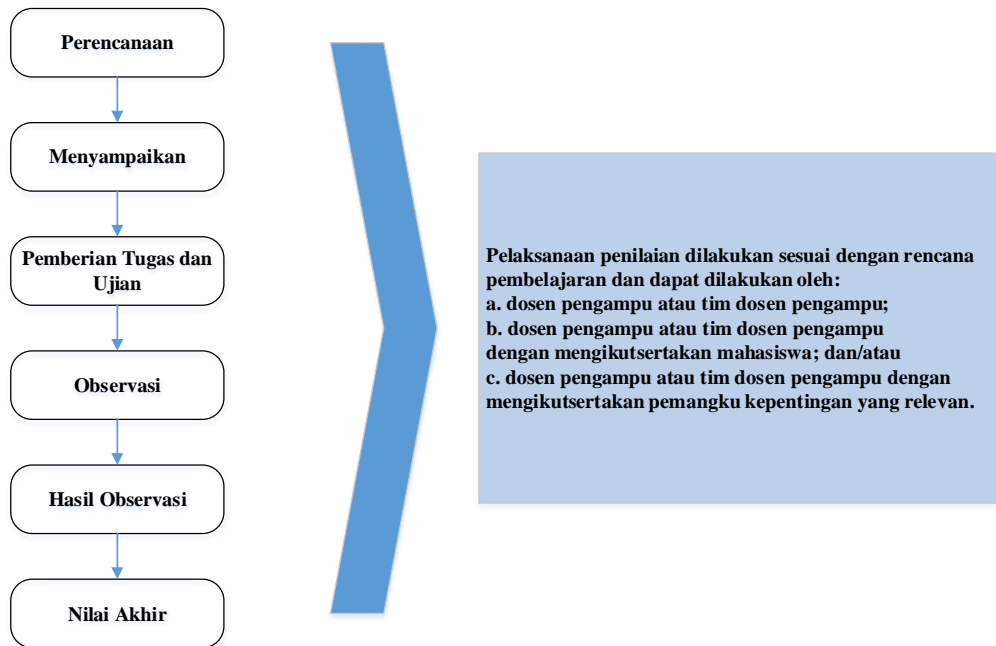 Perencanaan
Menyampaikan
Pemberian Tugas dan
Ujian
Observasi
Hasil Observasi
Nilai Akhir
Pelaksanaan penilaian dilakukan sesuai dengan rencana
pembelajaran dan dapat dilakukan oleh:
a. dosen pengampu atau tim dosen pengampu;
b. dosen pengampu atau tim dosen pengampu
dengan mengikutsertakan mahasiswa; dan/atau
c. dosen pengampu atau tim dosen pengampu dengan
mengikutsertakan pemangku kepentingan yang relevan.